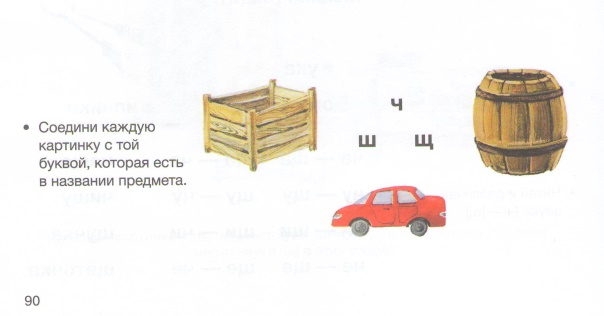 ч
ш щ
• Соедини каждую
картинку с той
буквой, которая есть
в названии предмета.
90